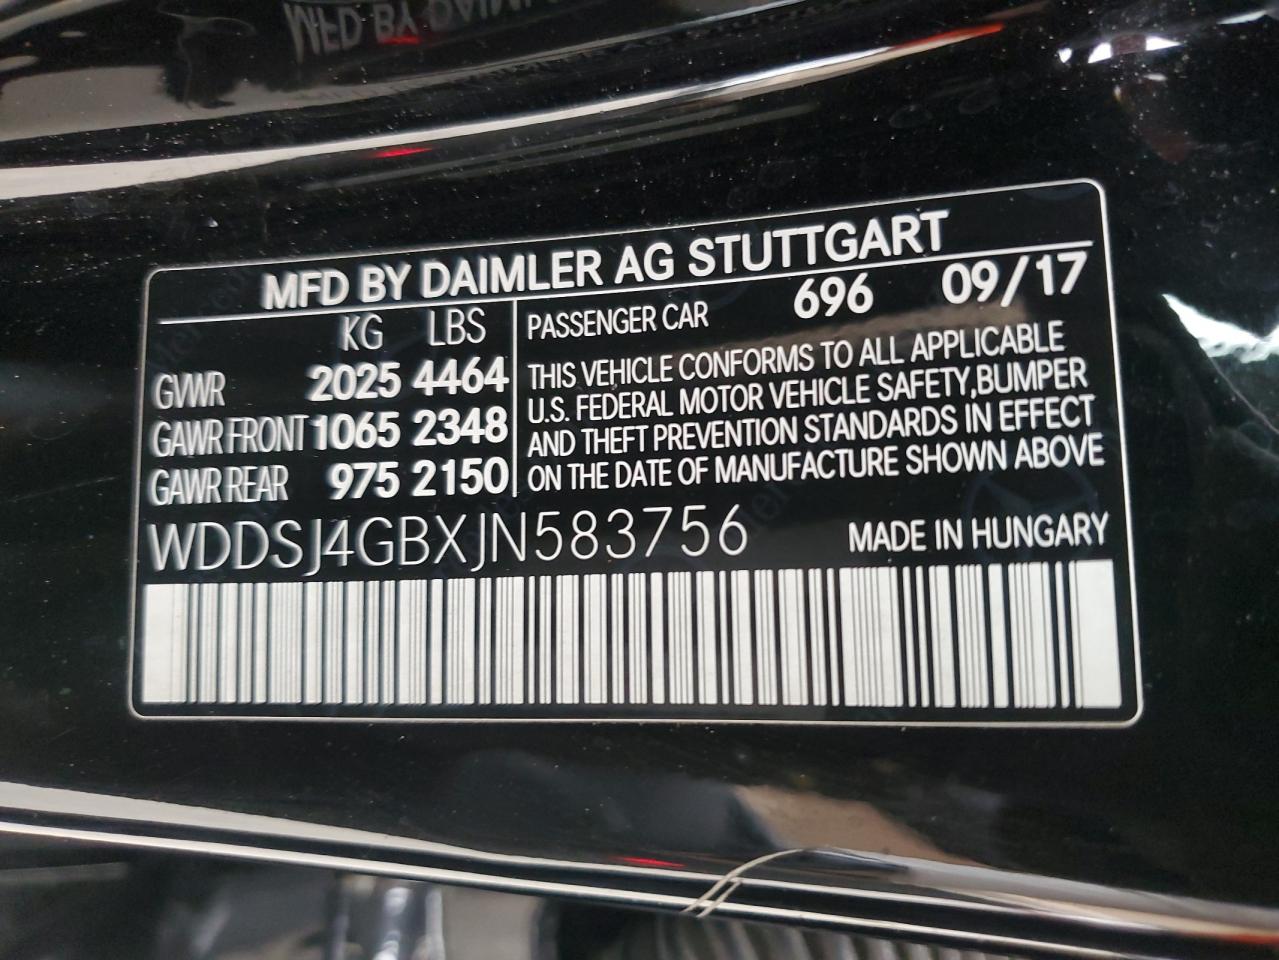 MFD BY DAIMLER AG STUTTGART
KG LBS
PASSENGER CAR 696 09/17
GVWR 2025 4464
GAWR FRONT 1065 2348
GAWR REAR 975 2150
THIS VEHICLE CONFORMS TO ALL APPLICABLE
U.S. FEDERAL MOTOR VEHICLE SAFETY,BUMPER
AND THEFT PREVENTION STANDARDS IN EFFECT
ON THE DATE OF MANUFACTURE SHOWN ABOVE
WDDSJ4GBXJN583756 MADE IN HUNGARY